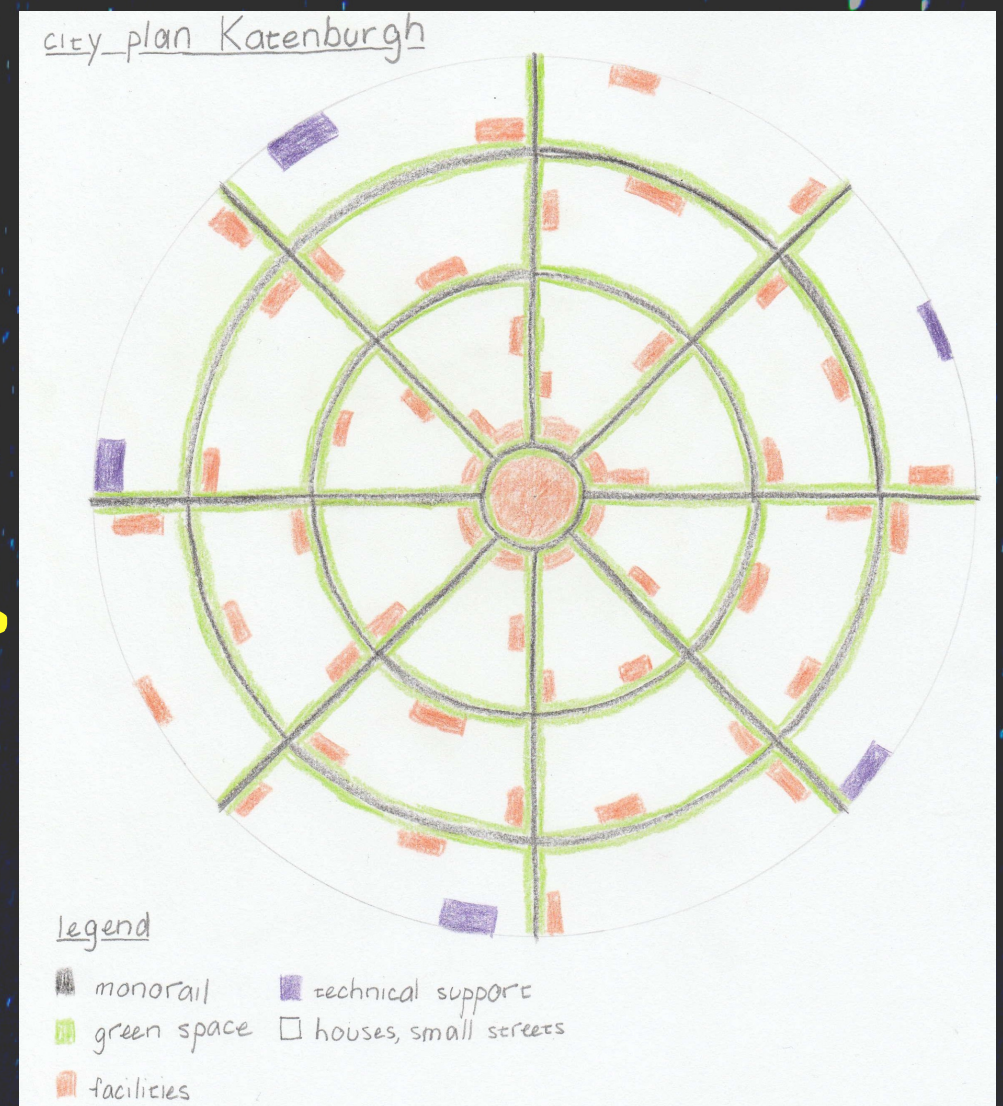 city plan Katenburgh
legend
monorail
technical support
green space
houses, small streets
facilities